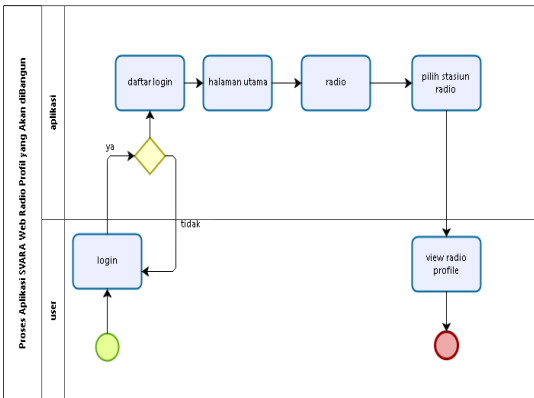 Proses Aplikasi SVARA Web Radio Profil yang Akan diBangun
aplikasi
daftar login
halaman utama
radio
pilih stasiun
radio
ya
tidak
user
login
view radio
profile